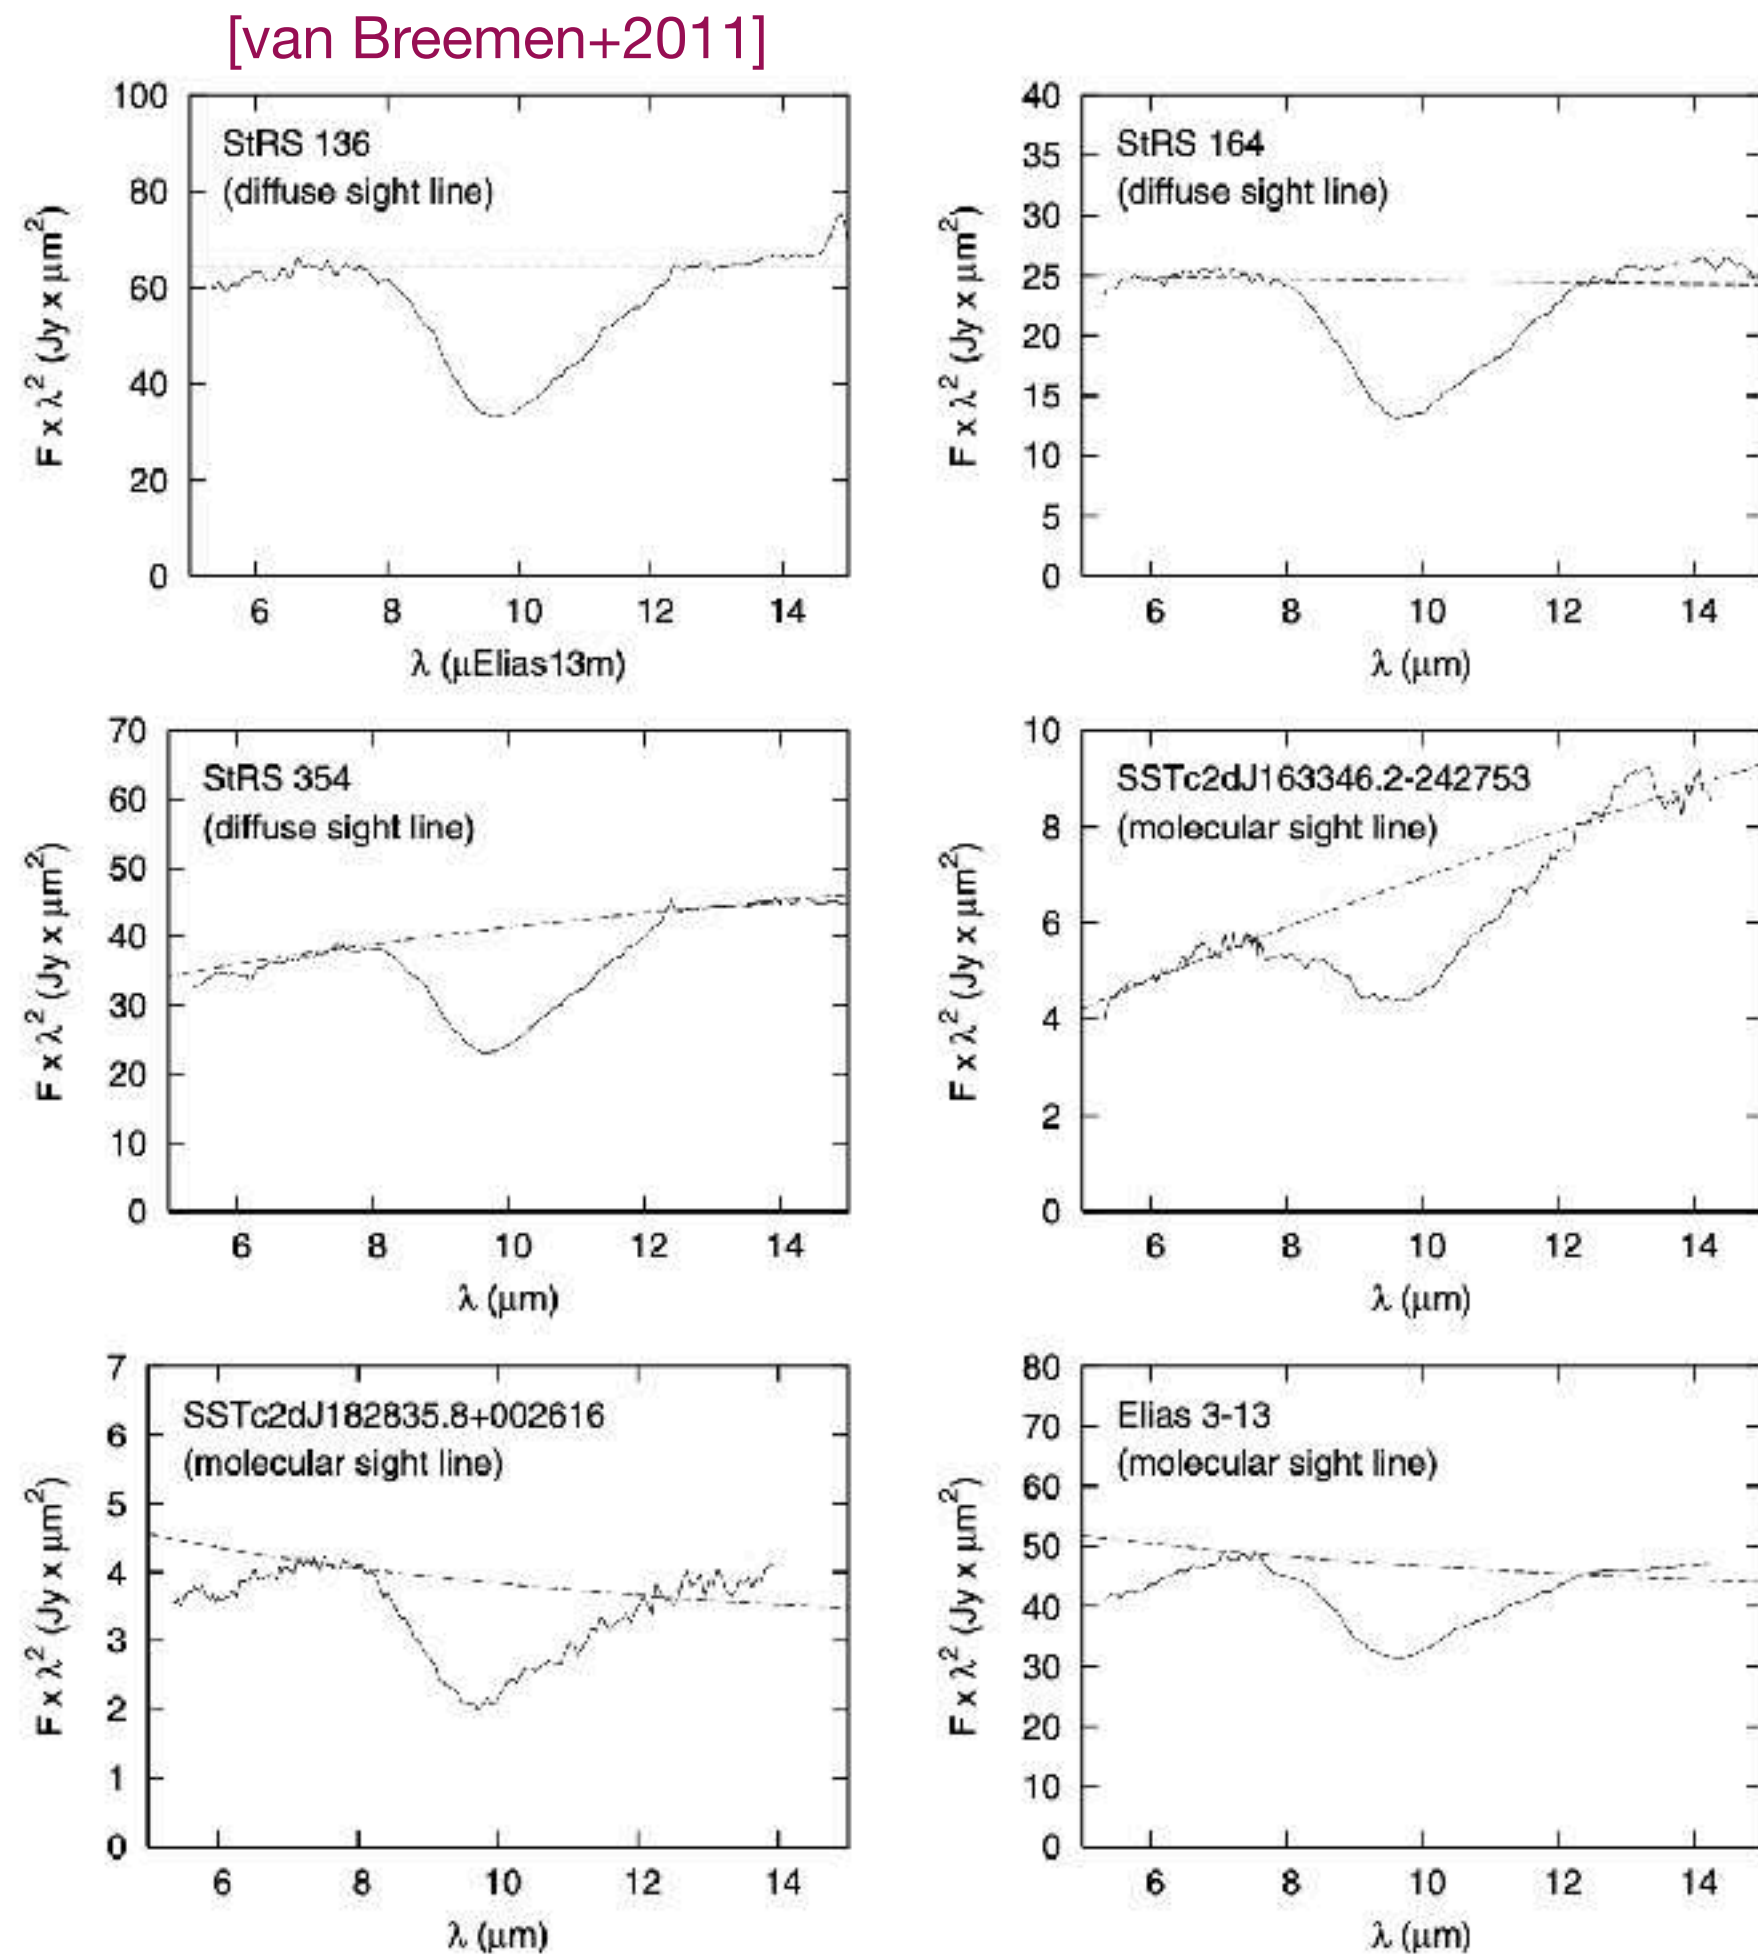 [van Breemen+2011]
100
80
60
40
20
0
F x λ² (Jy x μm²)
StRS 136
(diffuse sight line)
6 8 10 12 14
λ (μElias13m)
40
35
30
25
20
15
10
5
0
F x λ² (Jy x μm²)
StRS 164
(diffuse sight line)
6 8 10 12 14
λ (μm)
70
60
50
40
30
20
10
0
F x λ² (Jy x μm²)
StRS 354
(diffuse sight line)
6 8 10 12 14
λ (μm)
10
8
6
4
2
0
F x λ² (Jy x μm²)
SSTc2dJ163346.2-242753
(molecular sight line)
6 8 10 12 14
λ (μm)
7
6
5
4
3
2
1
0
F x λ² (Jy x μm²)
SSTc2dJ182835.8+002616
(molecular sight line)
6 8 10 12 14
λ (μm)
80
70
60
50
40
30
20
10
0
F x λ² (Jy x μm²)
Elias 3-13
(molecular sight line)
6 8 10 12 14
λ (μm)